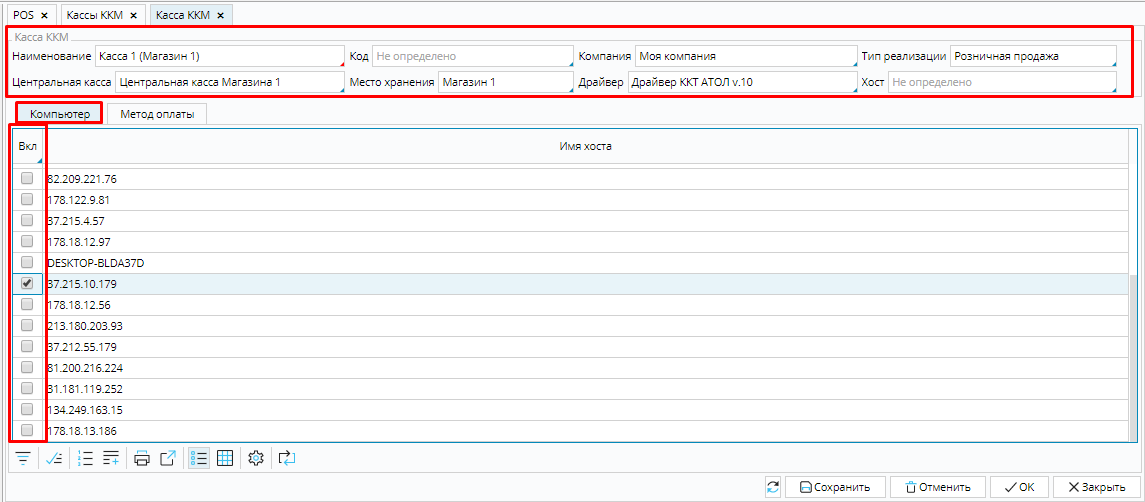 POS × Кассы ККМ × Касса ККМ ×
Касса ККМ
Наименование Касса 1 (Магазин 1) Код Не определено Компания Моя компания Тип реализации Розничная продажа
Центральная касса Центральная касса Магазина 1 Место хранения Магазин 1 Драйвер Драйвер ККТ АТОЛ v.10 Хост Не определено
Компьютер Метод оплаты
Вкл Имя хоста
82.209.221.76
178.122.9.81
37.215.4.57
178.18.12.97
DESKTOP-BLDA37D
37.215.10.179
178.18.12.56
213.180.203.93
37.212.55.179
81.200.216.224
31.181.119.252
134.249.163.15
178.18.13.186
Сохранить Отменить ОК Закрыть